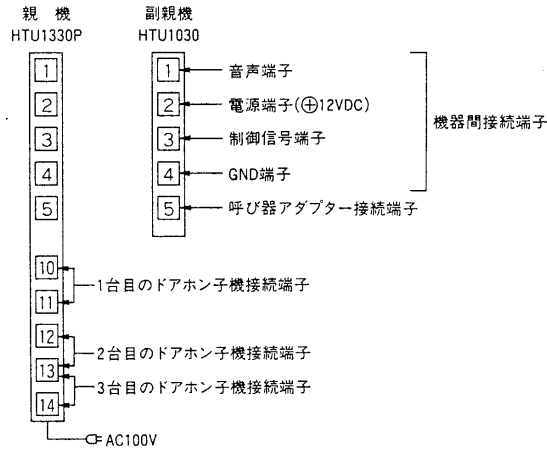 親 機
HTU1330P
副親機
HTU1030
1
2
3
4
5
10
11
12
13
14
1
2
3
4
5
音声端子
電源端子(⊕12VDC)
制御信号端子
GND端子
呼び器アダプター接続端子
機器間接続端子
1台目のドアホン子機接続端子
2台目のドアホン子機接続端子
3台目のドアホン子機接続端子
AC100V